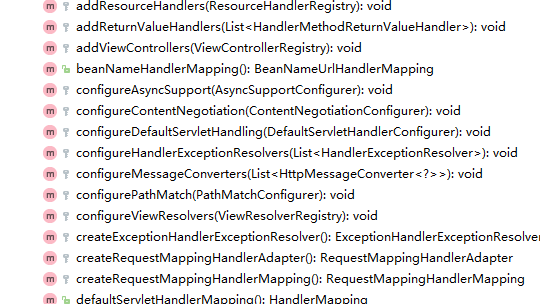 m addResourceHandlers(ResourceHandlerRegistry): void
m addReturnValueHandlers(List<HandlerMethodReturnValueHandler>): void
m addViewControllers(ViewControllerRegistry): void
m beanNameHandlerMapping(): BeanNameUrlHandlerMapping
m configureAsyncSupport(AsyncSupportConfigurer): void
m configureContentNegotiation(ContentNegotiationConfigurer): void
m configureDefaultServletHandling(DefaultServletHandlerConfigurer): void
m configureHandlerExceptionResolvers(List<HandlerExceptionResolver>): void
m configureMessageConverters(List<HttpMessageConverter<?>>): void
m configurePathMatch(PathMatchConfigurer): void
m configureViewResolvers(ViewResolverRegistry): void
m createExceptionHandlerExceptionResolver(): ExceptionHandlerExceptionResolver
m createRequestMappingHandlerAdapter(): RequestMappingHandlerAdapter
m createRequestMappingHandlerMapping(): RequestMappingHandlerMapping
m defaultServletHandlerMapping(): HandlerMapping